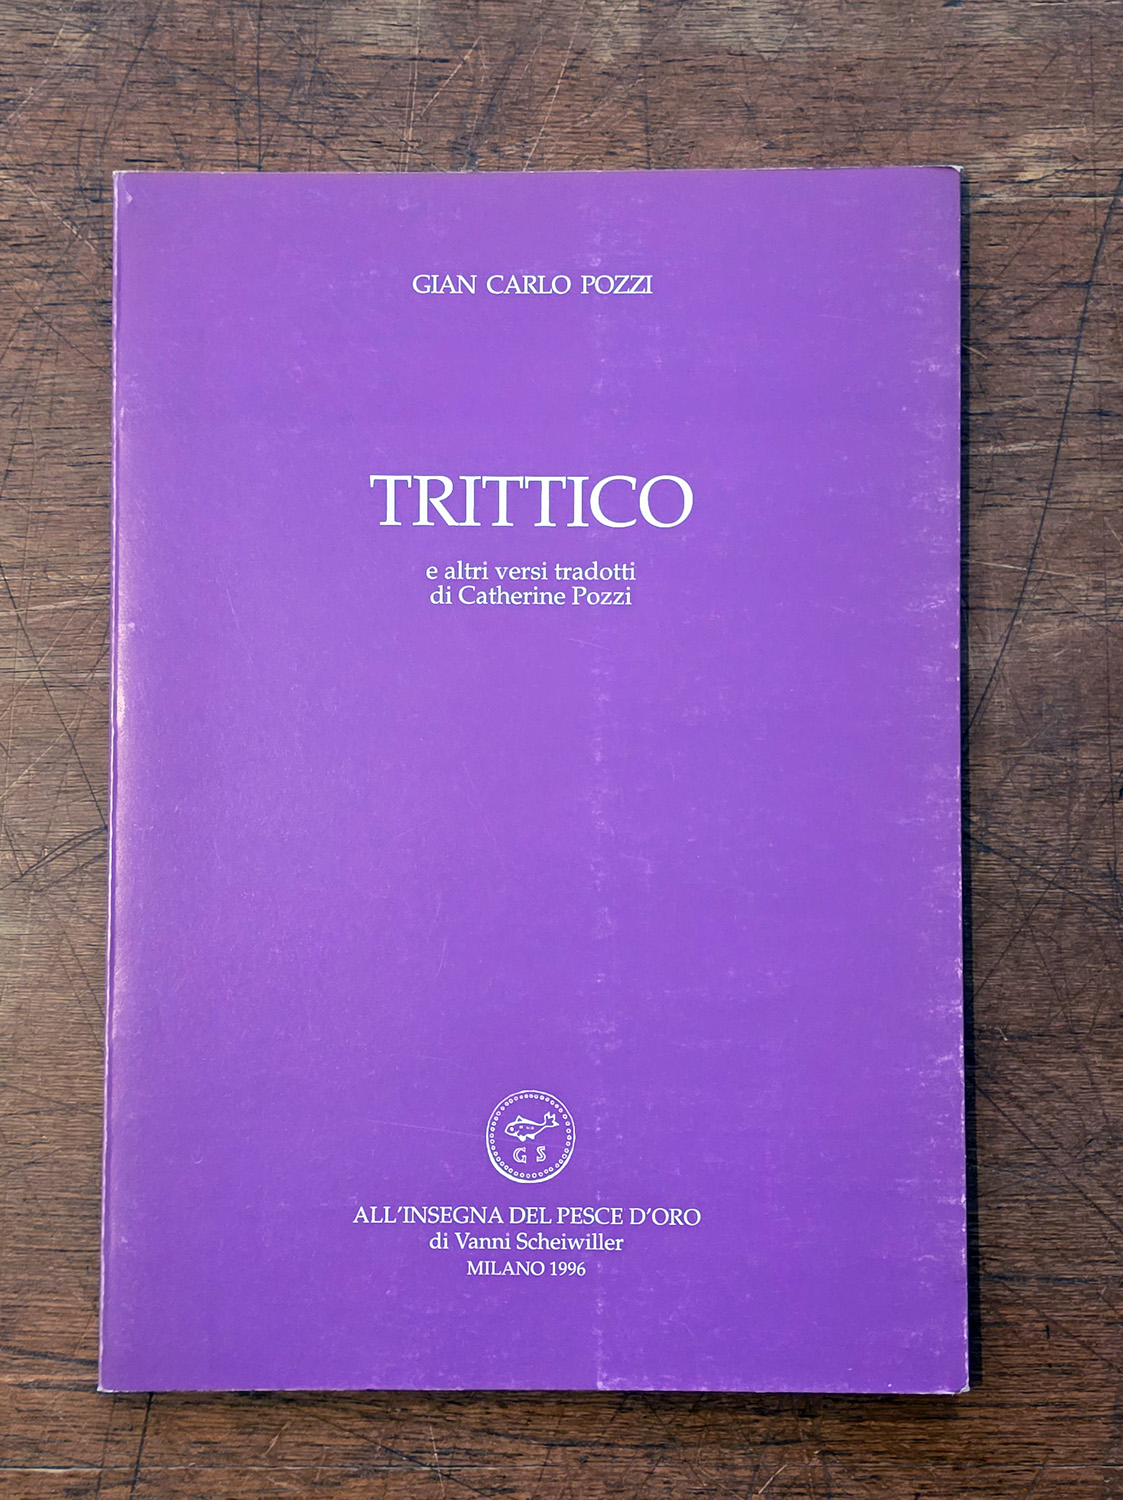 GIAN CARLO POZZI
TRITTICO
e altri versi tradotti
di Catherine Pozzi
G S
ALL'INSEGNA DEL PESCE D'ORO
di Vanni Scheiwiller
MILANO 1996